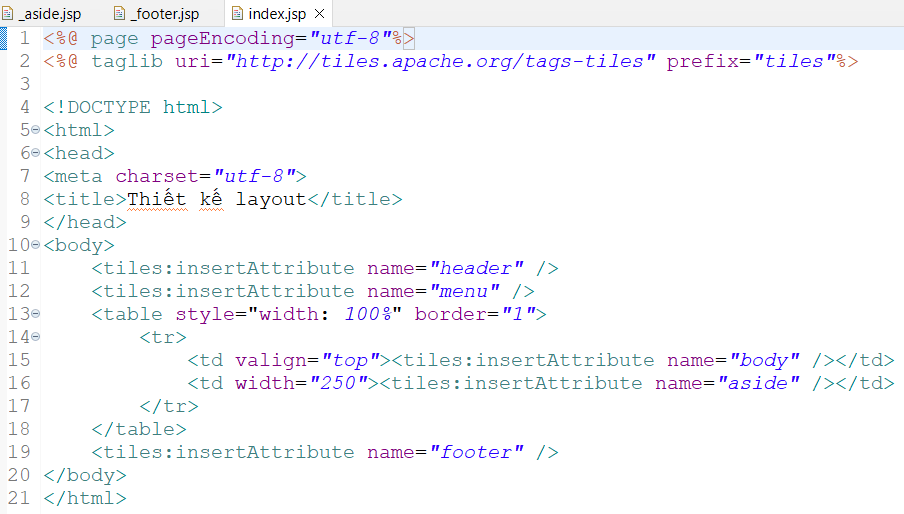 _aside.jsp _footer.jsp index.jsp
1 <%@ page pageEncoding="utf-8"%>
2 <%@ taglib uri="http://tiles.apache.org/tags-tiles" prefix="tiles"%>
3
4 <!DOCTYPE html>
5 <html>
6 <head>
7 <meta charset="utf-8">
8 <title>Thiết kế layout</title>
9 </head>
10 <body>
11     <tiles:insertAttribute name="header" />
12     <tiles:insertAttribute name="menu" />
13     <table style="width: 100%" border="1">
14         <tr>
15             <td valign="top"><tiles:insertAttribute name="body" /></td>
16             <td width="250"><tiles:insertAttribute name="aside" /></td>
17         </tr>
18     </table>
19     <tiles:insertAttribute name="footer" />
20 </body>
21 </html>